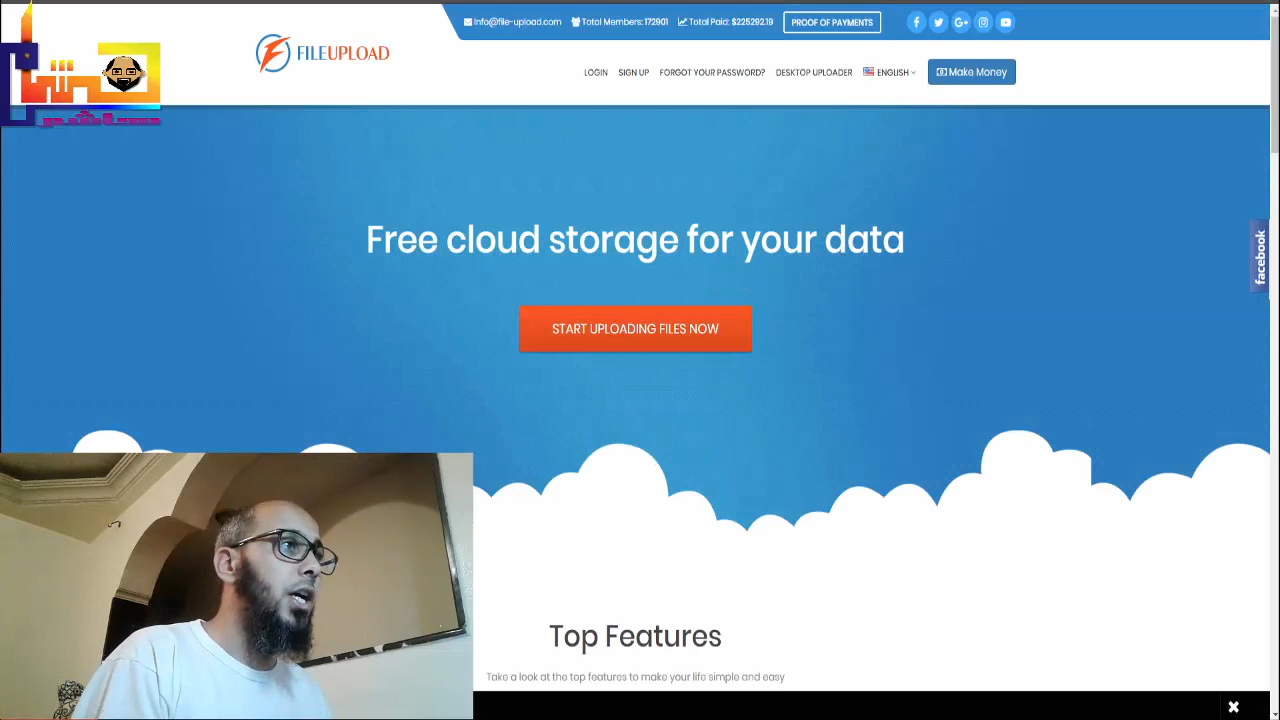 Info@file-upload.com Total Members: 172901 Total Paid: $225292.19 PROOF OF PAYMENTS
FILEUPLOAD
LOGIN SIGN UP FORGOT YOUR PASSWORD? DESKTOP UPLOADER ENGLISH Make Money
Free cloud storage for your data
facebook
START UPLOADING FILES NOW
Top Features
Take a look at the top features to make your life simple and easy